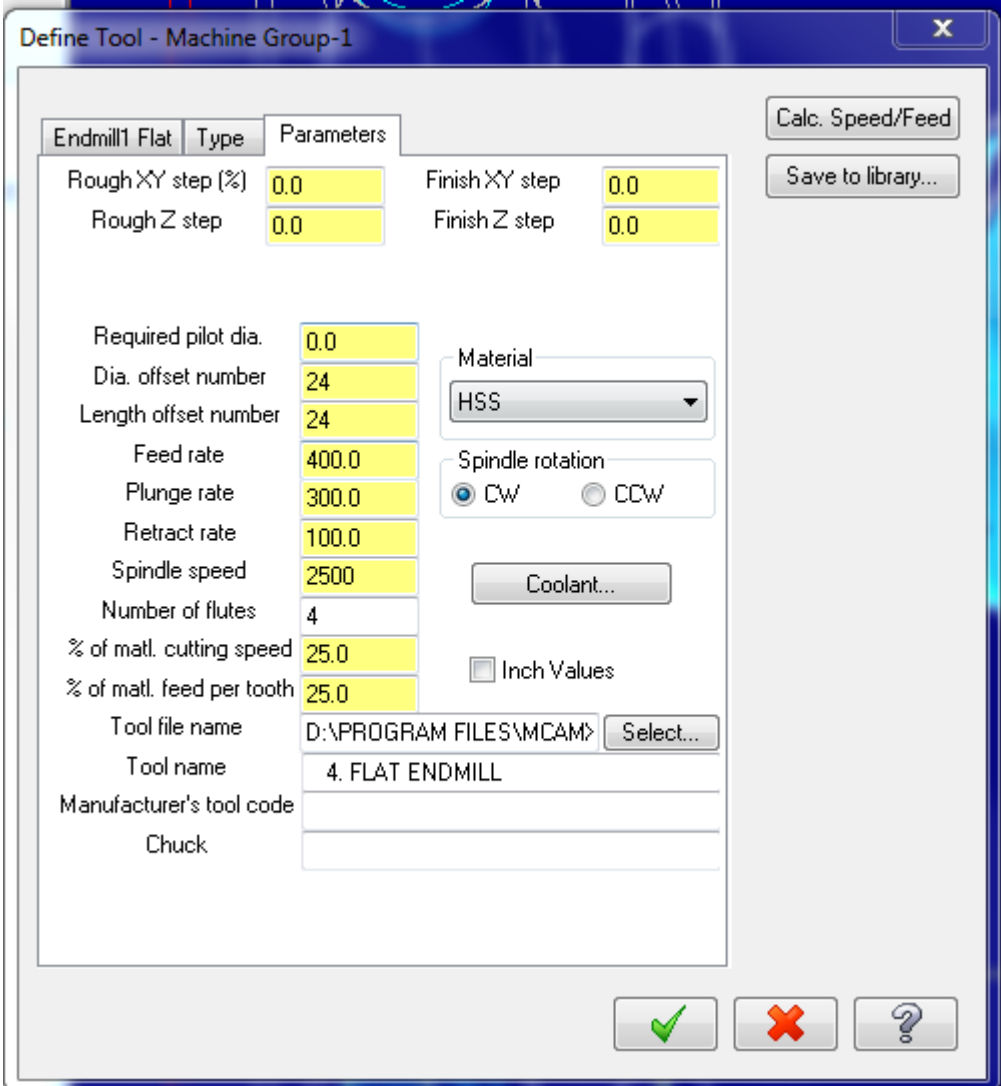 Define Tool - Machine Group-1
x
Calc. Speed/Feed
Endmill1 Flat Type Parameters
Save to library...
Rough XY step (%) 0.0 Finish XY step 0.0
Rough Z step 0.0 Finish Z step 0.0
Required pilot dia. 0.0
Material
Dia. offset number 24
HSS
Length offset number 24
Feed rate 400.0
Spindle rotation
Plunge rate 300.0 CW CCW
Retract rate 100.0
Spindle speed 2500
Coolant...
Number of flutes 4
% of matl. cutting speed 25.0
Inch Values
% of matl. feed per tooth 25.0
Tool file name D:\PROGRAM FILES\MCAM> Select...
Tool name 4. FLAT ENDMILL
Manufacturer's tool code
Chuck
?